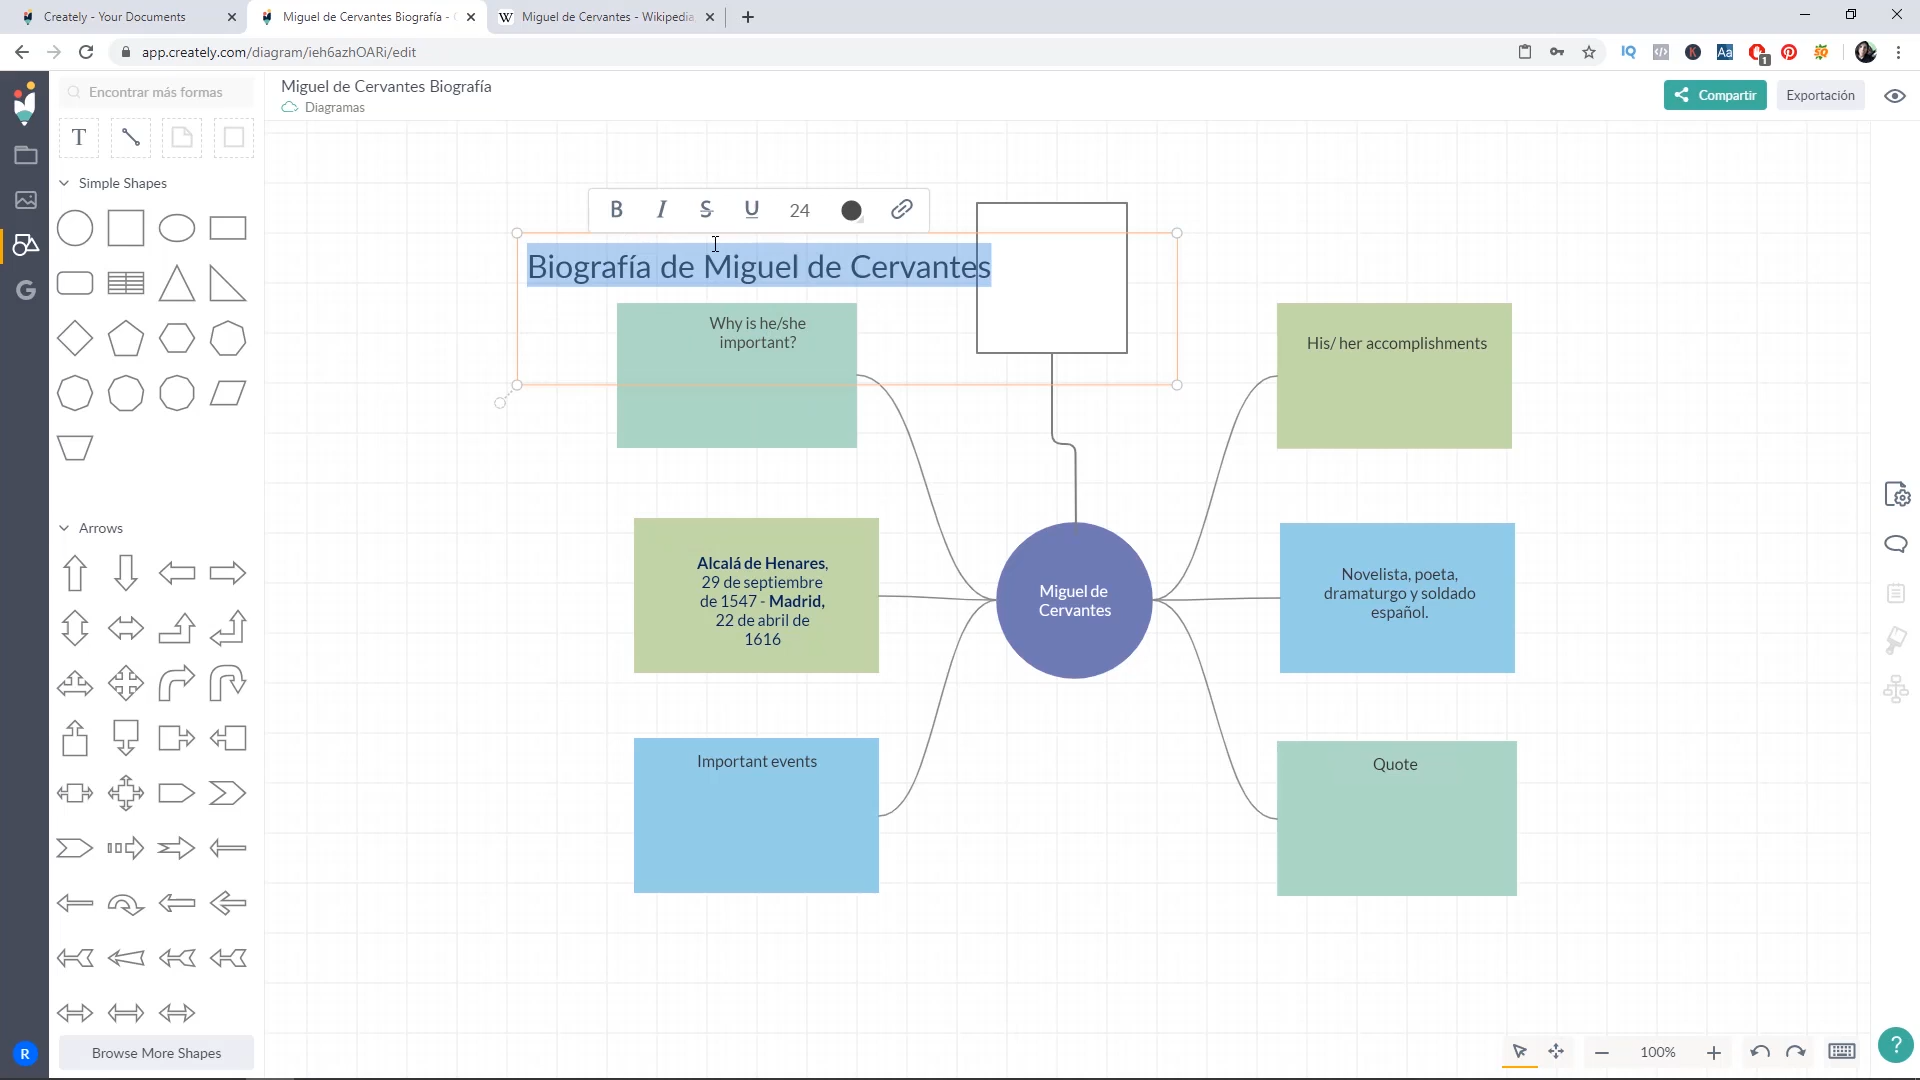 Creately - Your Documents
Miguel de Cervantes Biografía -
Miguel de Cervantes - Wikipedia
app.creately.com/diagram/ieh6azhOARi/edit
IQ
K
Aa
1
Encontrar más formas
Miguel de Cervantes Biografía
Diagramas
Compartir
Exportación
T
Simple Shapes
B I S U 24
Biografía de Miguel de Cervantes
Why is he/she
important?
His/ her accomplishments
Arrows
Alcalá de Henares,
29 de septiembre
de 1547 - Madrid,
22 de abril de
1616
Miguel de
Cervantes
Novelista, poeta,
dramaturgo y soldado
español.
Important events
Quote
Browse More Shapes
R
100%
?